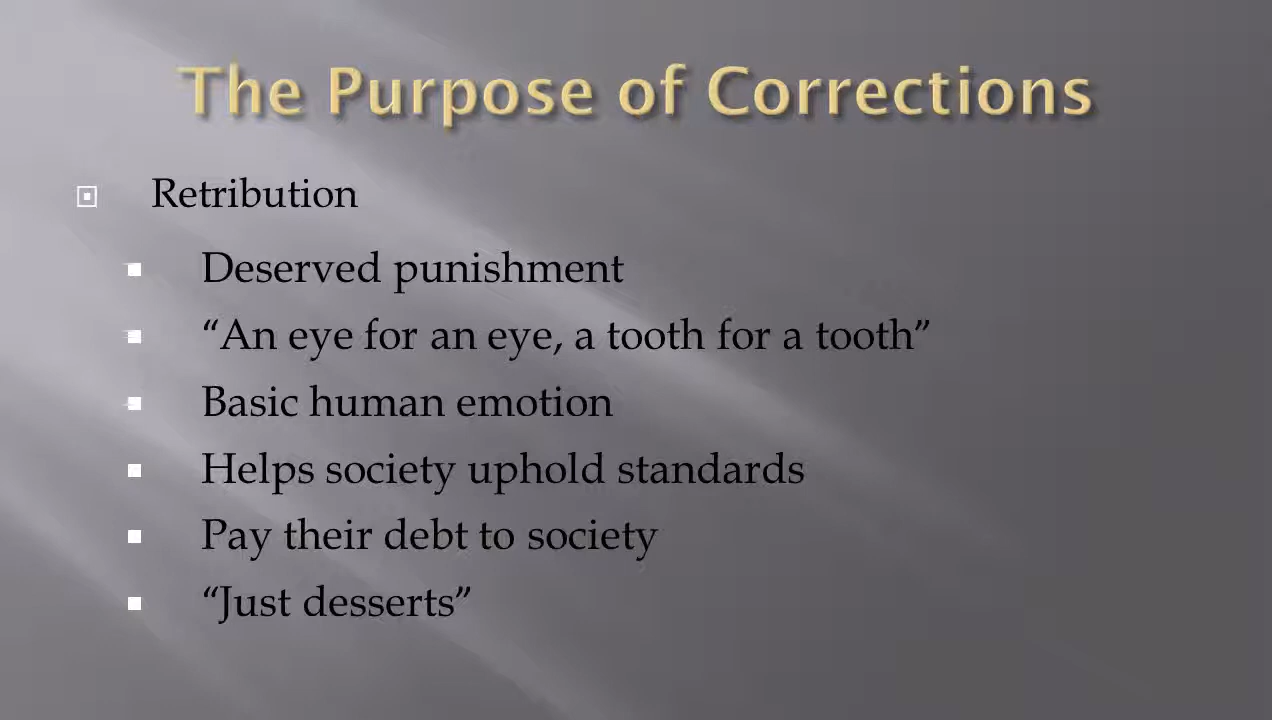 The Purpose of Corrections
Retribution
Deserved punishment
“An eye for an eye, a tooth for a tooth”
Basic human emotion
Helps society uphold standards
Pay their debt to society
“Just desserts”